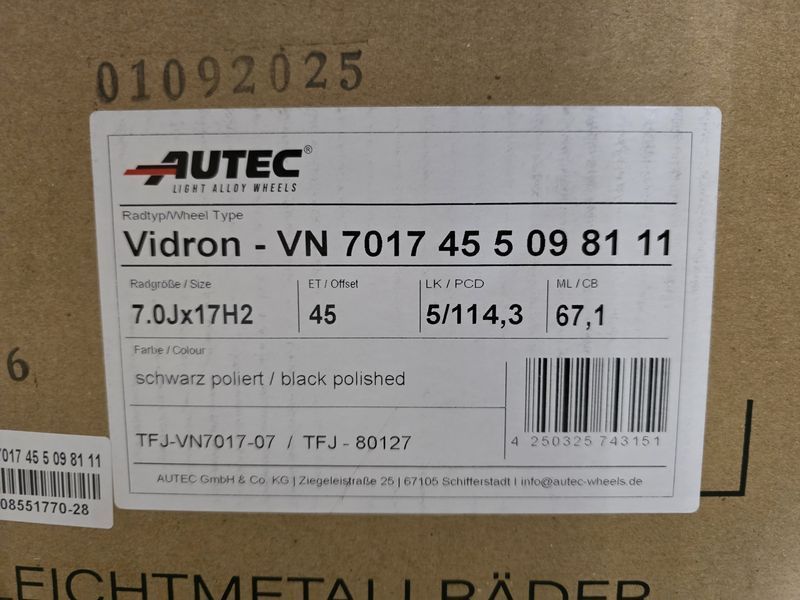 01092025
AUTEC®
LIGHT ALLOY WHEELS
Radtyp/Wheel Type
Vidron - VN 7017 45 5 09 81 11
Radgröße / Size
ET / Offset
LK / PCD
ML / CB
7.0Jx17H2
45
5/114,3
67,1
Farbe / Colour
schwarz poliert / black polished
6
4 250325 743151
TFJ-VN7017-07 / TFJ - 80127
AUTEC GmbH & Co. KG | Ziegeleistraße 25 | 67105 Schifferstadt | info@autec-wheels.de
7017 45 5 09 81 11
08551770-28
LEICHTMETALLRÄDER